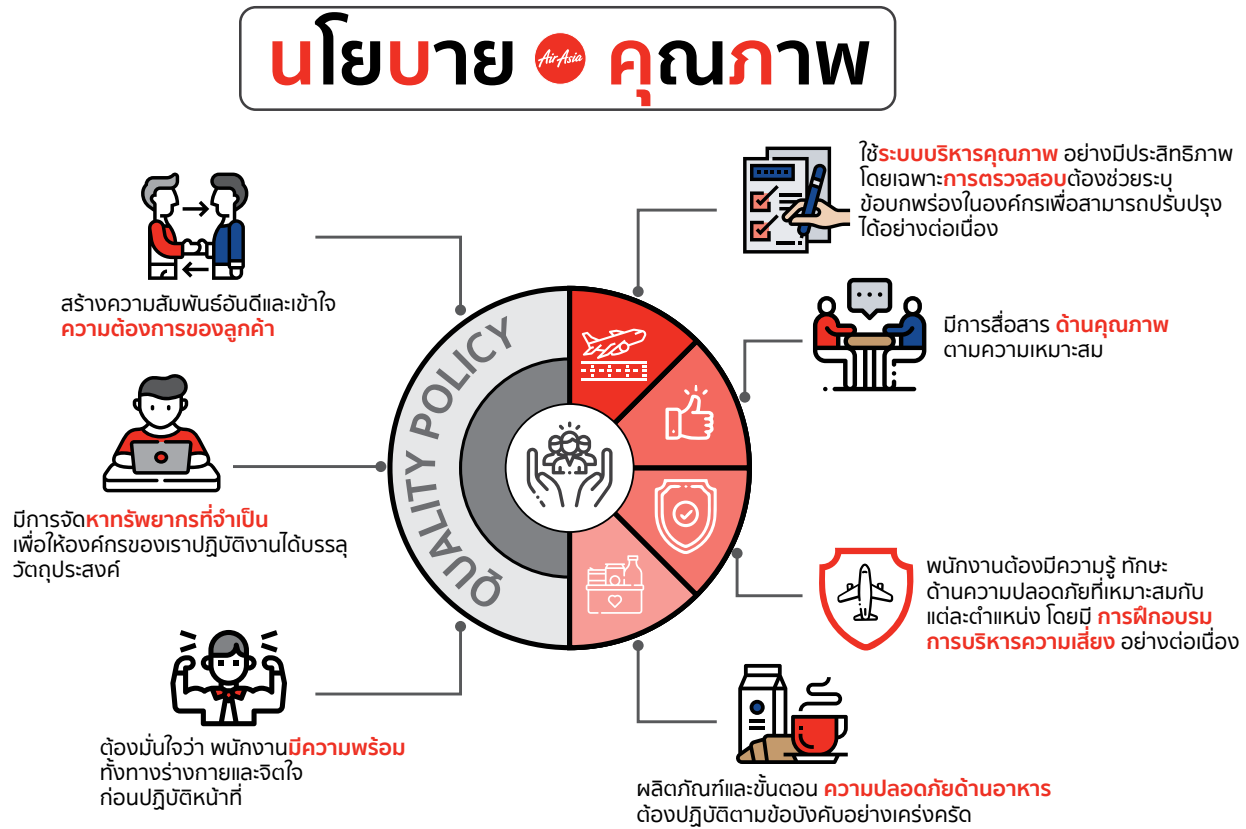 นโยบาย AirAsia คุณภาพ
สร้างความสัมพันธ์อันดีและเข้าใจ
ความต้องการของลูกค้า
มีการจัดหาทรัพยากรที่จำเป็น
เพื่อให้องค์กรของเราปฏิบัติงานได้บรรลุ
วัตถุประสงค์
ต้องมั่นใจว่า พนักงานมีความพร้อม
ทั้งทางร่างกายและจิตใจ
ก่อนปฏิบัติหน้าที่
QUALITY POLICY
ใช้ระบบบริหารคุณภาพ อย่างมีประสิทธิภาพ
โดยเฉพาะการตรวจสอบต้องช่วยระบุ
ข้อบกพร่องในองค์กรเพื่อสามารถปรับปรุง
ได้อย่างต่อเนื่อง
มีการสื่อสาร ด้านคุณภาพ
ตามความเหมาะสม
พนักงานต้องมีความรู้ ทักษะ
ด้านความปลอดภัยที่เหมาะสมกับ
แต่ละตำแหน่ง โดยมี การฝึกอบรม
การบริหารความเสี่ยง อย่างต่อเนื่อง
ผลิตภัณฑ์และขั้นตอน ความปลอดภัยด้านอาหาร
ต้องปฏิบัติตามข้อบังคับอย่างเคร่งครัด